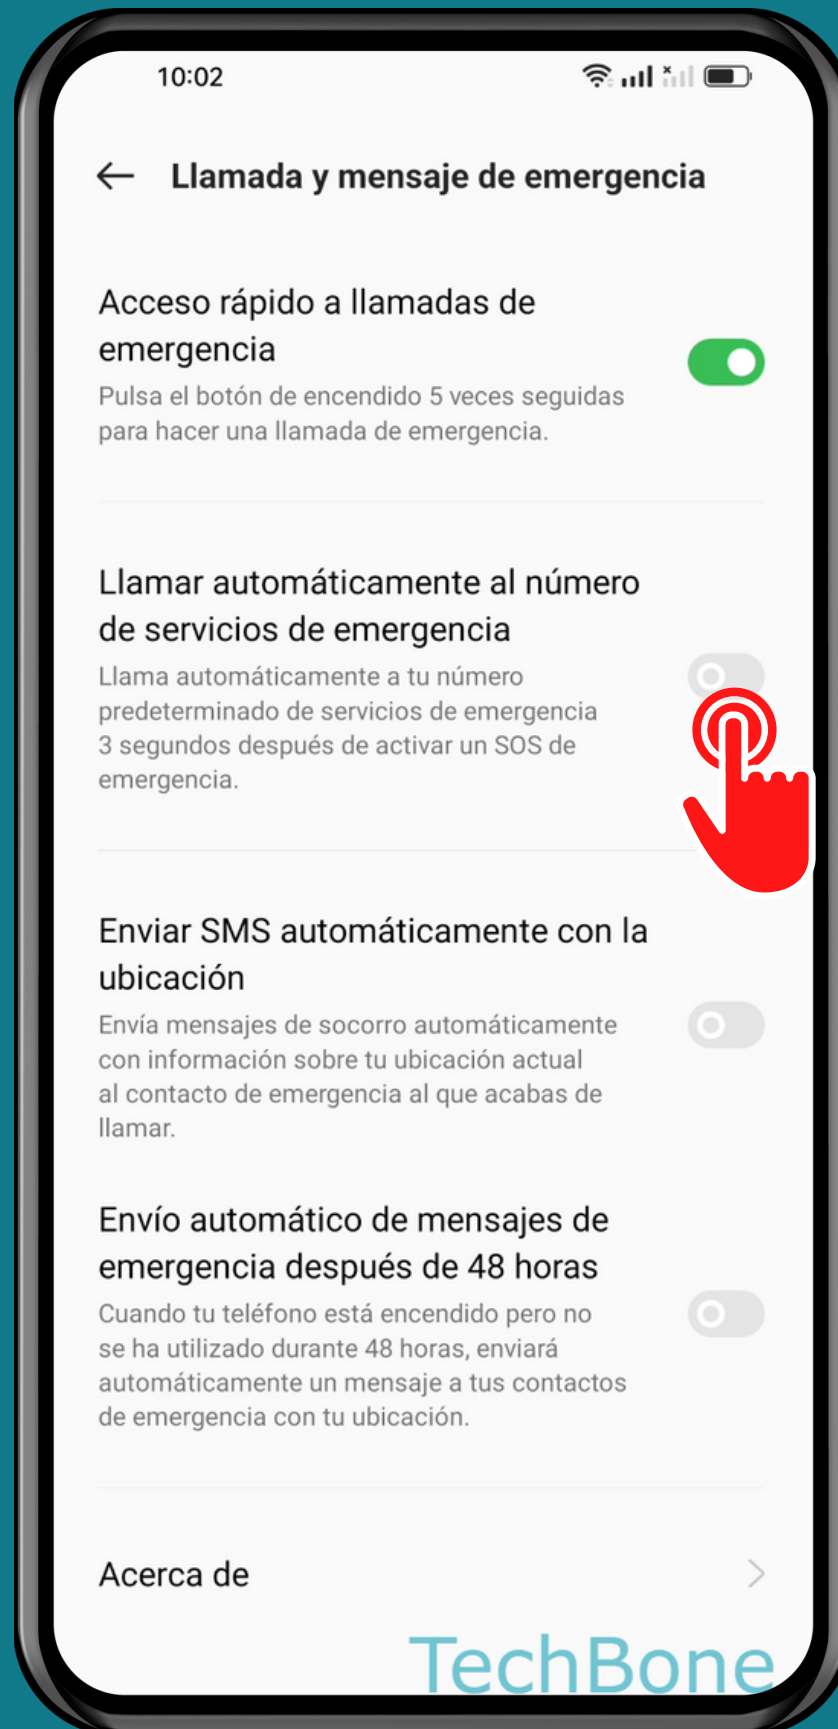 10:02
Llamada y mensaje de emergencia
Acceso rápido a llamadas de
emergencia
Pulsa el botón de encendido 5 veces seguidas
para hacer una llamada de emergencia.
Llamar automáticamente al número
de servicios de emergencia
Llama automáticamente a tu número
predeterminado de servicios de emergencia
3 segundos después de activar un SOS de
emergencia.
Enviar SMS automáticamente con la
ubicación
Envía mensajes de socorro automáticamente
con información sobre tu ubicación actual
al contacto de emergencia al que acabas de
llamar.
Envío automático de mensajes de
emergencia después de 48 horas
Cuando tu teléfono está encendido pero no
se ha utilizado durante 48 horas, enviará
automáticamente un mensaje a tus contactos
de emergencia con tu ubicación.
Acerca de
TechBone